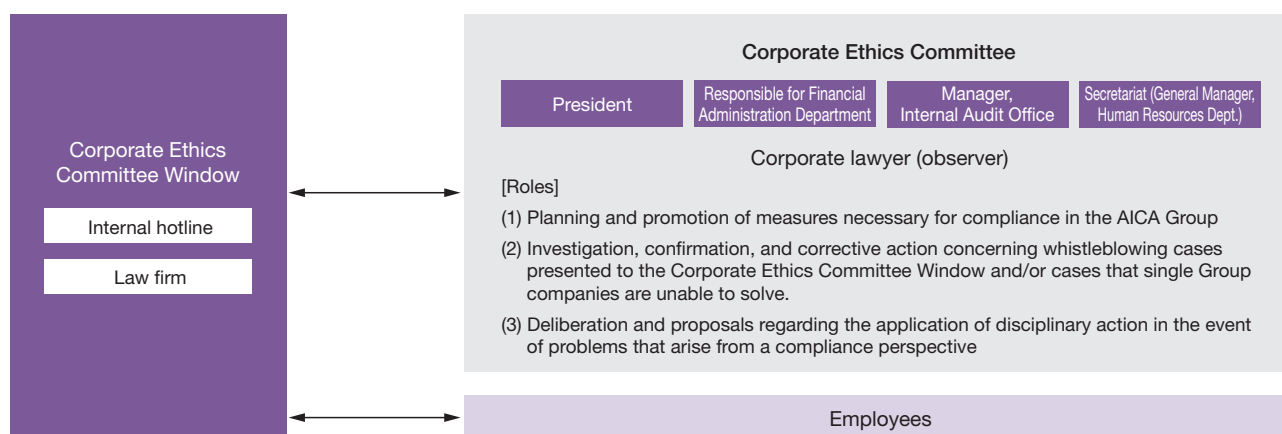 Corporate Ethics
Committee Window
Internal hotline
Law firm
Corporate Ethics Committee
President
Responsible for Financial
Administration Department
Manager,
Internal Audit Office
Secretariat (General Manager,
Human Resources Dept.)
Corporate lawyer (observer)
[Roles]
(1) Planning and promotion of measures necessary for compliance in the AICA Group
(2) Investigation, confirmation, and corrective action concerning whistleblowing cases
presented to the Corporate Ethics Committee Window and/or cases that single Group
companies are unable to solve.
(3) Deliberation and proposals regarding the application of disciplinary action in the event
of problems that arise from a compliance perspective
Employees